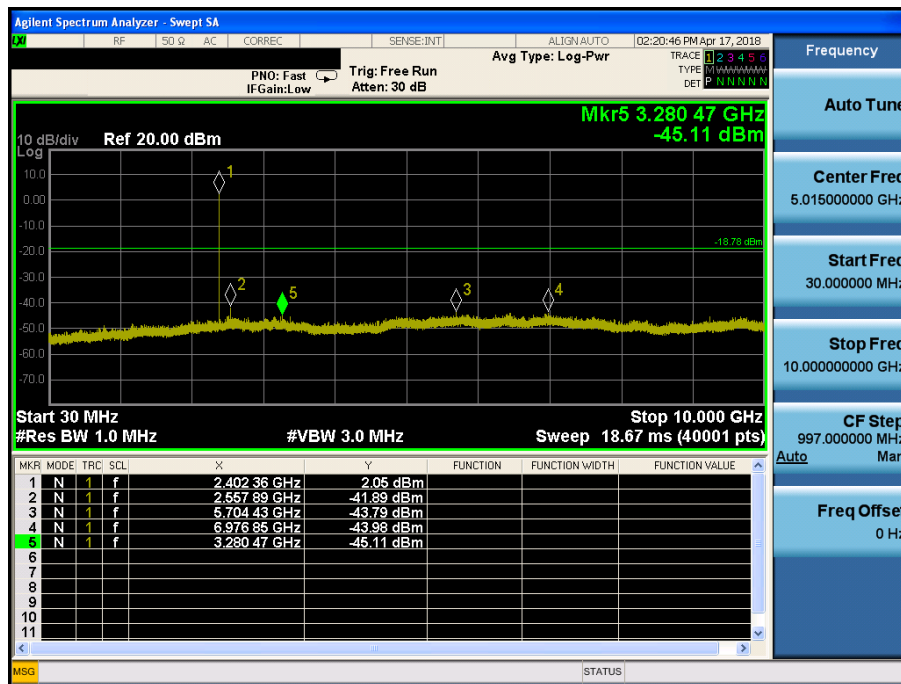 Agilent Spectrum Analyzer - Swept SA
LXI RF 50 Ω AC CORREC SENSE:INT ALIGN AUTO 02:20:46 PM Apr 17, 2018
Avg Type: Log-Pwr
TRACE 1 2 3 4 5 6
PNO: Fast Trig: Free Run
TYPE MWWWWW
IFGain:Low Atten: 30 dB
DET P N N N N N
Mkr5 3.280 47 GHz
-45.11 dBm
10 dB/div Ref 20.00 dBm
Log
10.0
0.00
-10.0
-20.0
-30.0
-40.0
-50.0
-60.0
-70.0
1
2
5
3
4
-18.78 dBm
Start 30 MHz Stop 10.000 GHz
#Res BW 1.0 MHz #VBW 3.0 MHz Sweep 18.67 ms (40001 pts)
MKR MODE TRC SCL X Y FUNCTION FUNCTION WIDTH FUNCTION VALUE
1 N 1 f 2.402 36 GHz 2.05 dBm
2 N 1 f 2.557 89 GHz -41.89 dBm
3 N 1 f 5.704 43 GHz -43.79 dBm
4 N 1 f 6.976 85 GHz -43.98 dBm
5 N 1 f 3.280 47 GHz -45.11 dBm
6
7
8
9
10
11
MSG STATUS
Frequency
Auto Tune
Center Freq
5.015000000 GHz
Start Freq
30.000000 MHz
Stop Freq
10.000000000 GHz
CF Step
997.000000 MHz
Auto Man
Freq Offset
0 Hz